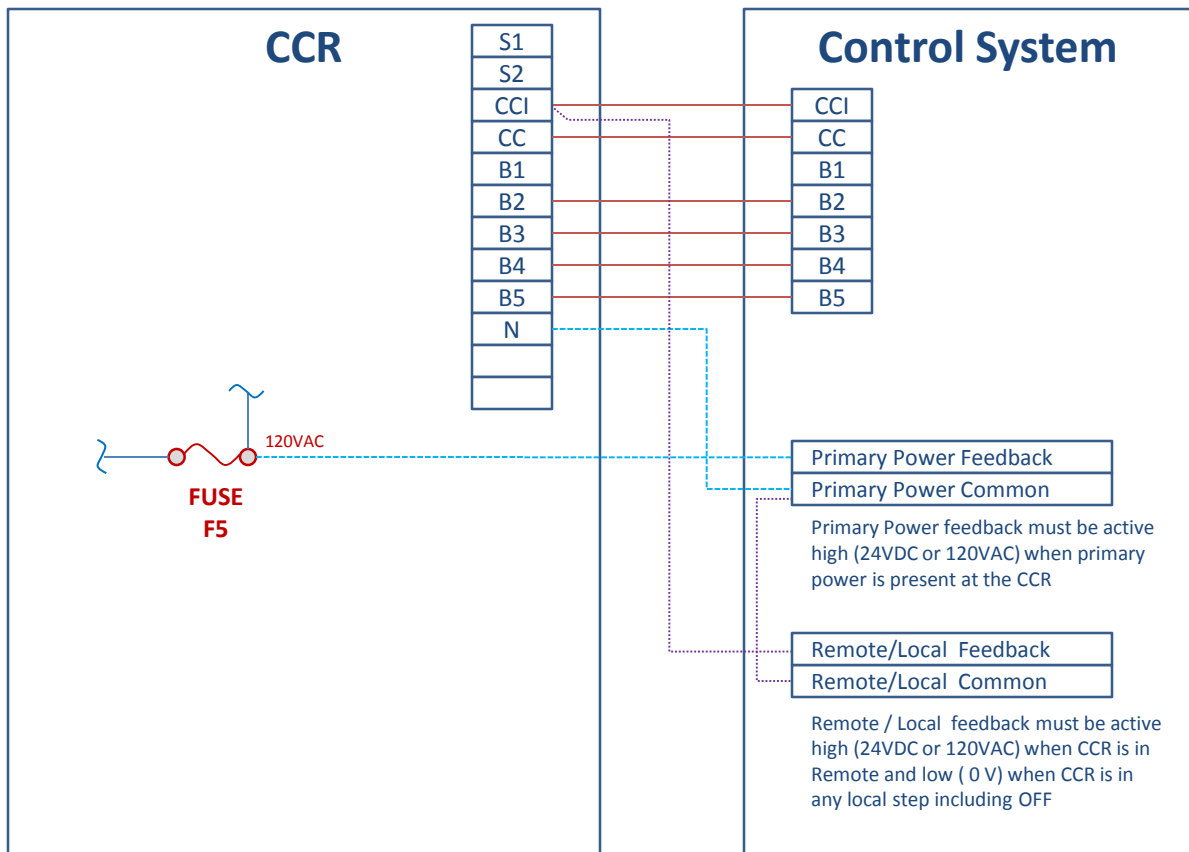 CCR
S1
S2
CCI
CC
B1
B2
B3
B4
B5
N
120VAC
FUSE
F5
Control System
CCI
CC
B1
B2
B3
B4
B5
Primary Power Feedback
Primary Power Common
Primary Power feedback must be active
high (24VDC or 120VAC) when primary
power is present at the CCR
Remote/Local Feedback
Remote/Local Common
Remote / Local feedback must be active
high (24VDC or 120VAC) when CCR is in
Remote and low ( 0 V) when CCR is in
any local step including OFF